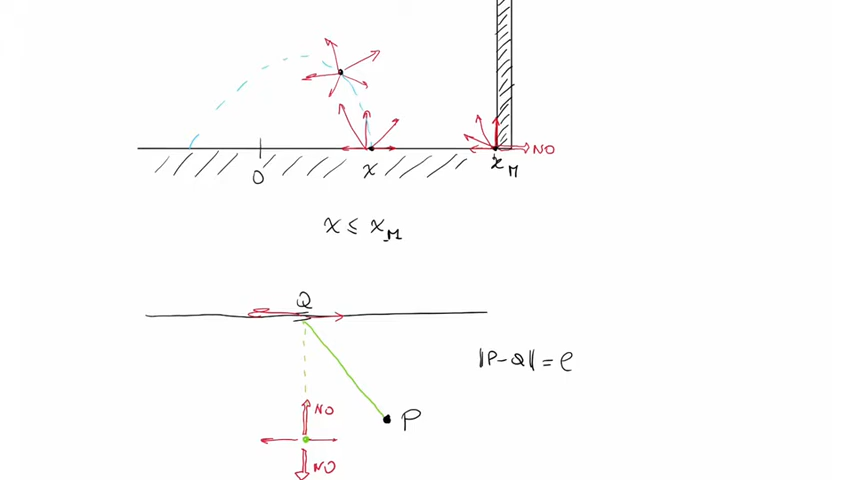 NO
0
x
x_M
x ≤ x_M
Q
‖P-Q‖ = ℓ
P
NO
NO